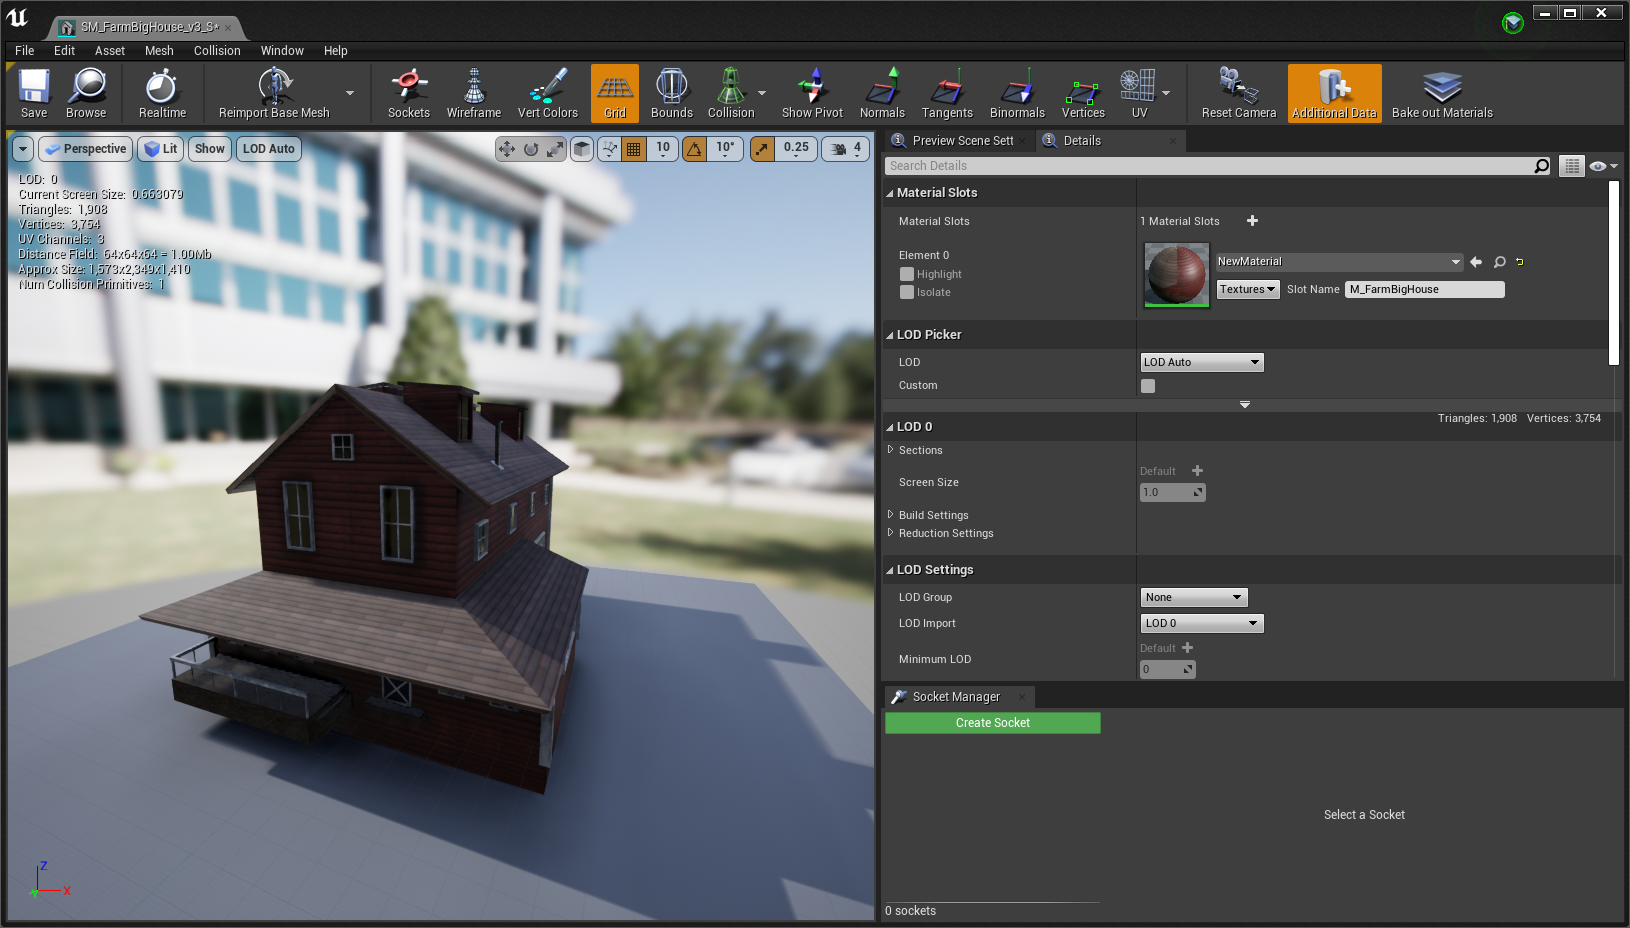 SM_FarmBigHouse_v3_S*
File Edit Asset Mesh Collision Window Help
Save Browse Realtime Reimport Base Mesh Sockets Wireframe Vert Colors Grid Bounds Collision Show Pivot Normals Tangents Binormals Vertices UV Reset Camera Additional Data Bake out Materials
Perspective Lit Show LOD Auto 10 10° 0.25 4
LOD: 0
Current Screen Size: 0.663079
Triangles: 1,908
Vertices: 3,754
UV Channels: 3
Distance Field: 64x64x64 = 1.00Mb
Approx Size: 1,573x2,349x1,410
Num Collision Primitives: 1
Z
X
Preview Scene Sett Details
Search Details
Material Slots
Material Slots 1 Material Slots
Element 0
Highlight
Isolate
NewMaterial
Textures Slot Name M_FarmBigHouse
LOD Picker
LOD LOD Auto
Custom
LOD 0 Triangles: 1,908 Vertices: 3,754
Sections
Screen Size Default
1.0
Build Settings
Reduction Settings
LOD Settings
LOD Group None
LOD Import LOD 0
Minimum LOD Default
0
Socket Manager
Create Socket
Select a Socket
0 sockets